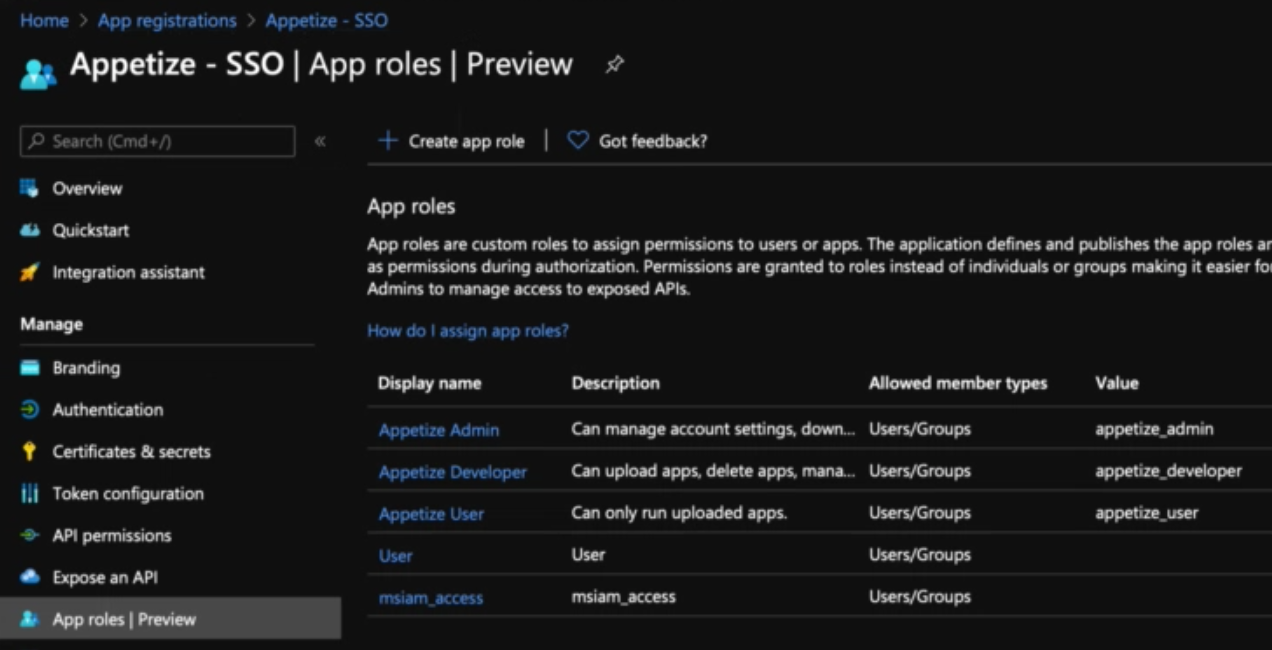 Home > App registrations > Appetize - SSO
Appetize - SSO | App roles | Preview
Search (Cmd+/)
«
+ Create app role | Got feedback?
Overview
Quickstart
Integration assistant
Manage
Branding
Authentication
Certificates & secrets
Token configuration
API permissions
Expose an API
App roles | Preview
App roles
App roles are custom roles to assign permissions to users or apps. The application defines and publishes the app roles
as permissions during authorization. Permissions are granted to roles instead of individuals or groups making it easier
Admins to manage access to exposed APIs.
How do I assign app roles?
Display name Description Allowed member types Value
Appetize Admin Can manage account settings, down... Users/Groups appetize_admin
Appetize Developer Can upload apps, delete apps, mana... Users/Groups appetize_developer
Appetize User Can only run uploaded apps. Users/Groups appetize_user
User User Users/Groups
msiam_access msiam_access Users/Groups